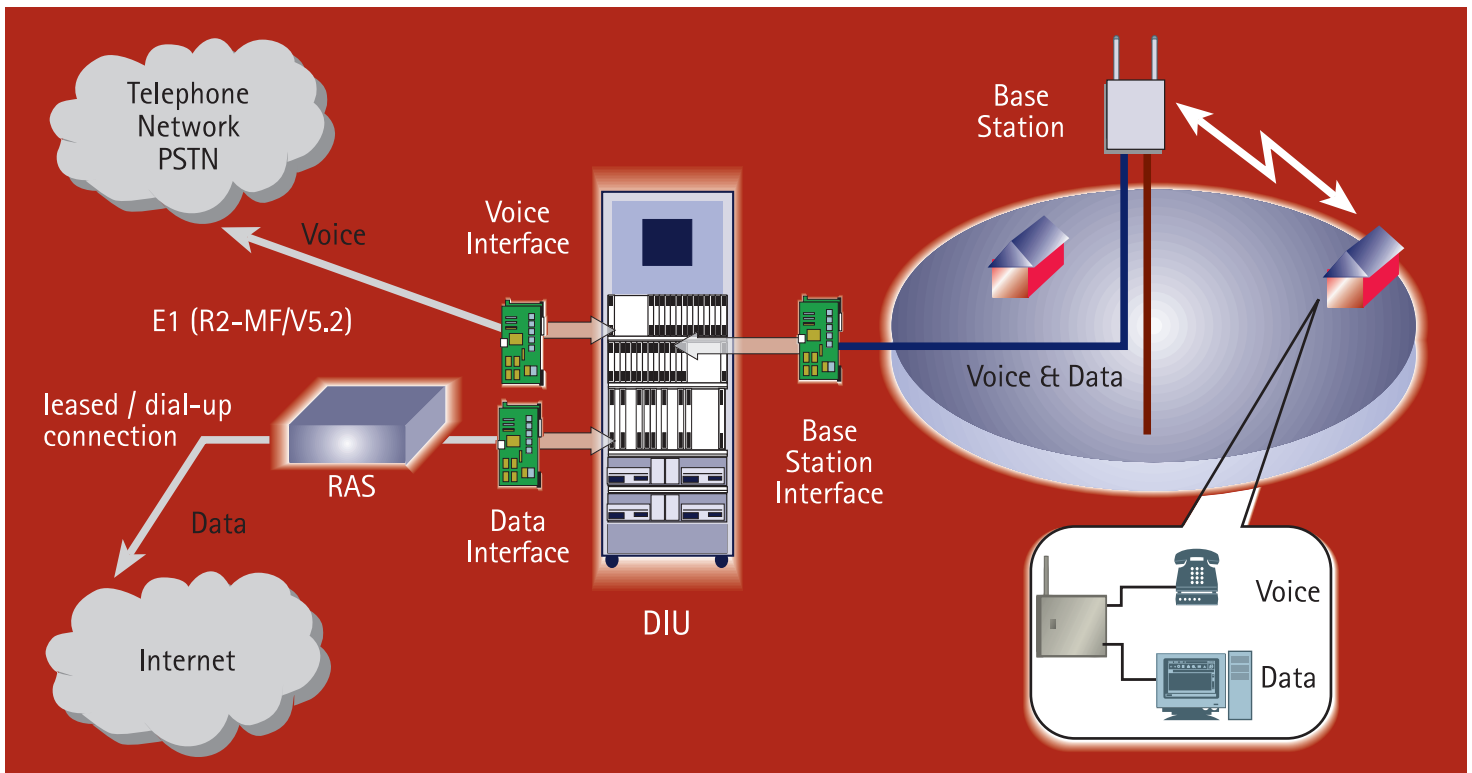 Telephone
Network
PSTN
Voice
E1 (R2-MF/V5.2)
leased / dial-up
connection
RAS
Data
Internet
Voice
Interface
Data
Interface
DIU
Base
Station
Interface
Base
Station
Voice & Data
Voice
Data